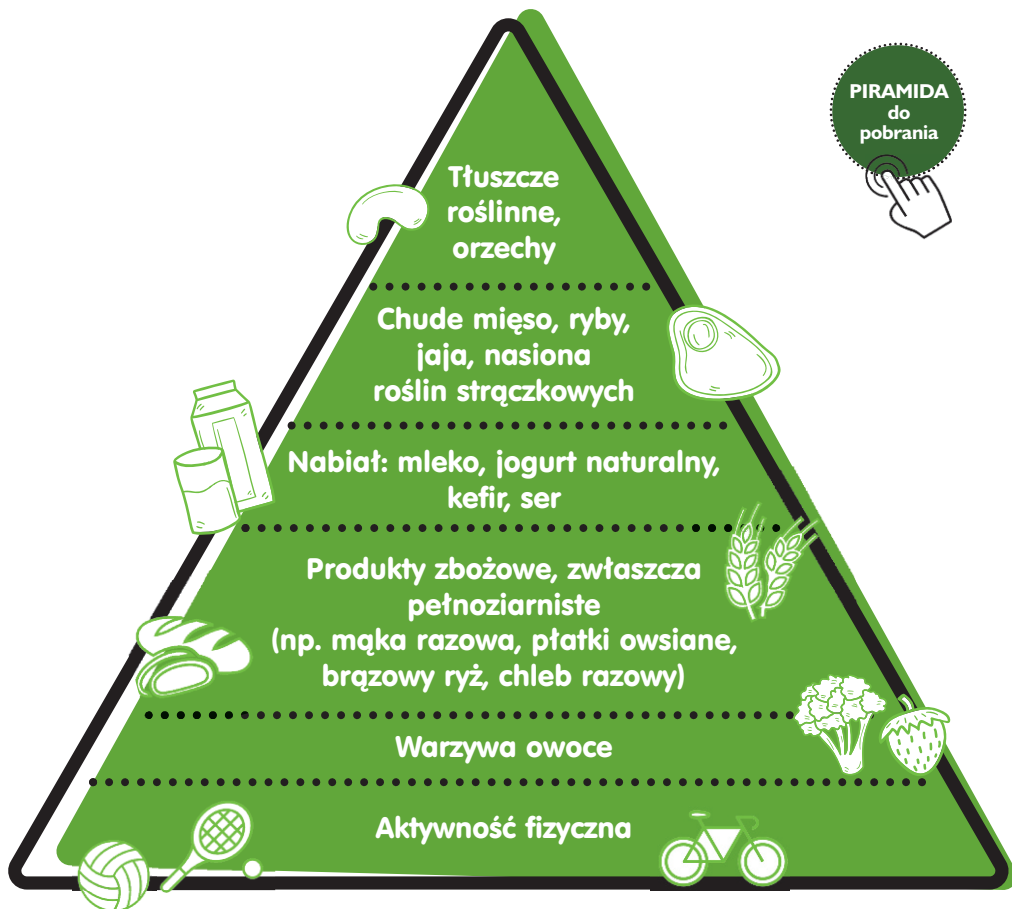 PIRAMIDA
do
pobrania
Tłuszcze
roślinne,
orzechy
Chude mięso, ryby,
jaja, nasiona
roślin strączkowych
Nabiał: mleko, jogurt naturalny,
kefir, ser
Produkty zbożowe, zwłaszcza
pełnoziarniste
(np. mąka razowa, płatki owsiane,
brązowy ryż, chleb razowy)
Warzywa owoce
Aktywność fizyczna